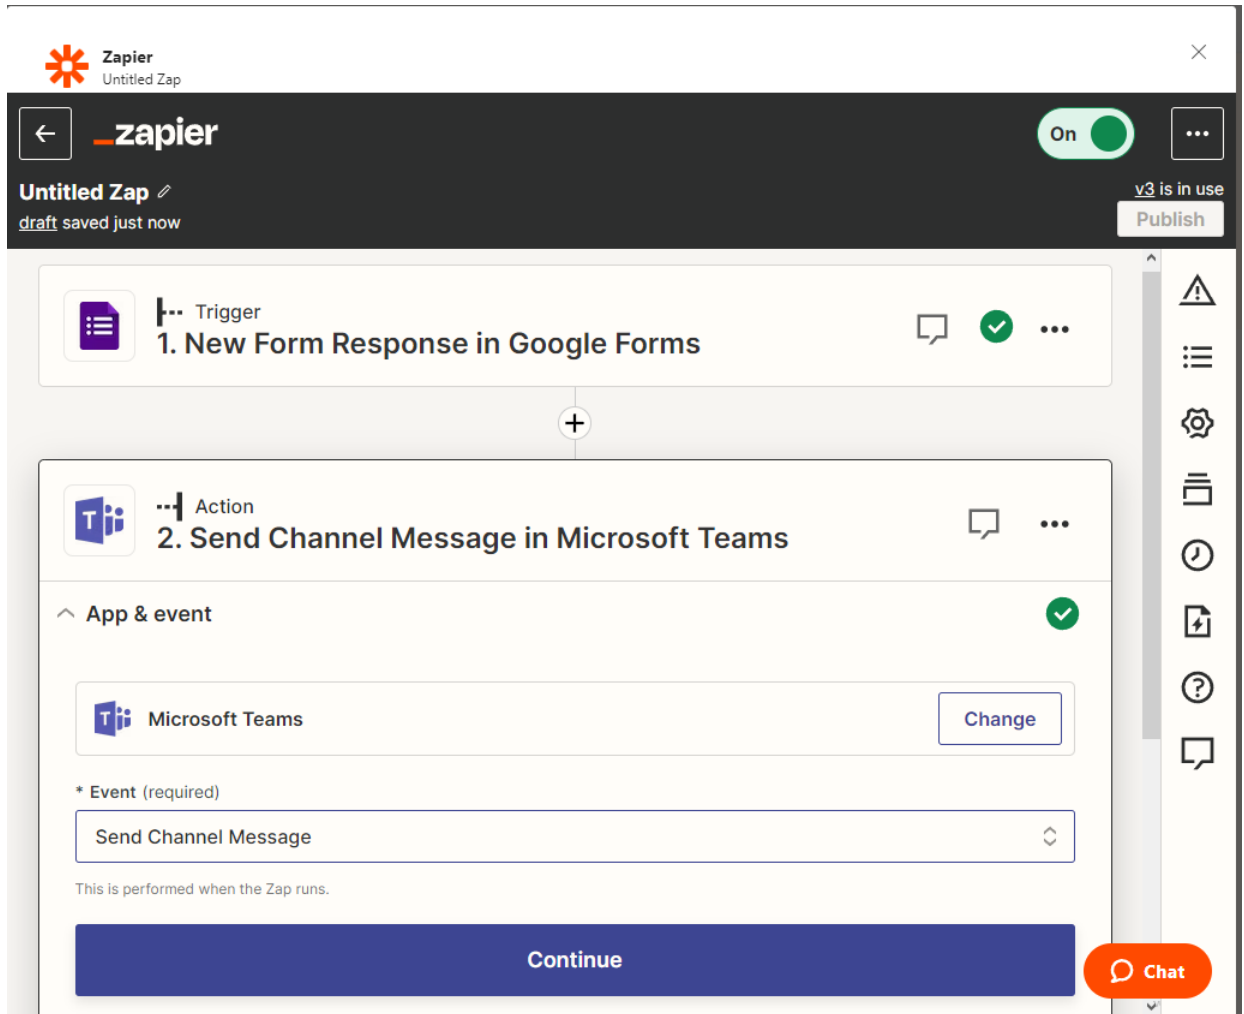 Zapier
Untitled Zap
_zapier
On
Untitled Zap
v3 is in use
draft saved just now
Publish
Trigger
1. New Form Response in Google Forms
Action
2. Send Channel Message in Microsoft Teams
App & event
Microsoft Teams
Change
* Event (required)
Send Channel Message
This is performed when the Zap runs.
Continue
Chat